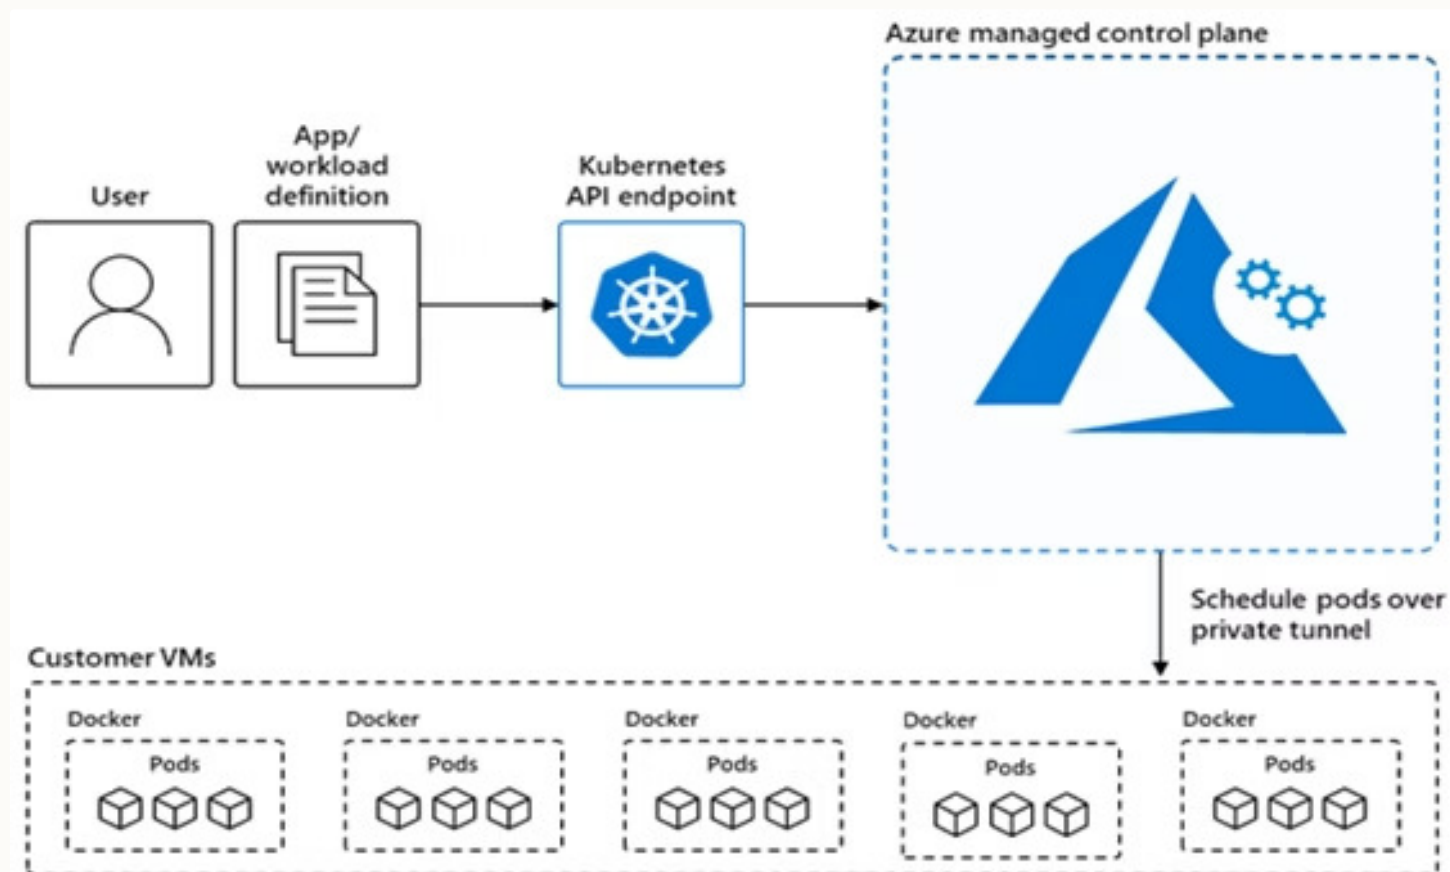 Azure managed control plane
User
App/
workload
definition
Kubernetes
API endpoint
Schedule pods over
private tunnel
Customer VMs
Docker
Pods
Docker
Pods
Docker
Pods
Docker
Pods
Docker
Pods